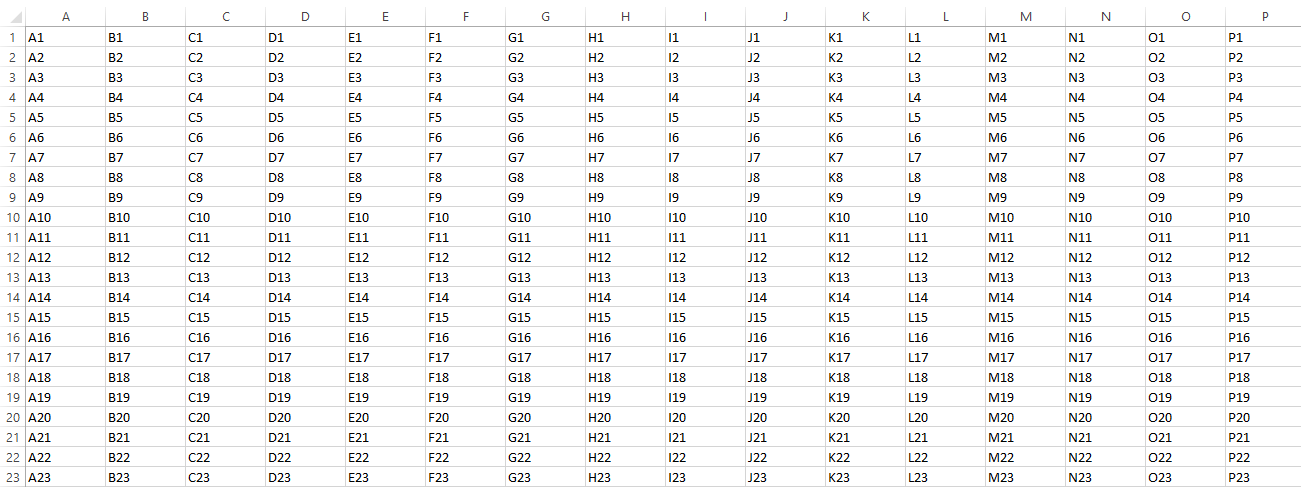 A B C D E F G H I J K L M N O P
1 A1 B1 C1 D1 E1 F1 G1 H1 I1 J1 K1 L1 M1 N1 O1 P1
2 A2 B2 C2 D2 E2 F2 G2 H2 I2 J2 K2 L2 M2 N2 O2 P2
3 A3 B3 C3 D3 E3 F3 G3 H3 I3 J3 K3 L3 M3 N3 O3 P3
4 A4 B4 C4 D4 E4 F4 G4 H4 I4 J4 K4 L4 M4 N4 O4 P4
5 A5 B5 C5 D5 E5 F5 G5 H5 I5 J5 K5 L5 M5 N5 O5 P5
6 A6 B6 C6 D6 E6 F6 G6 H6 I6 J6 K6 L6 M6 N6 O6 P6
7 A7 B7 C7 D7 E7 F7 G7 H7 I7 J7 K7 L7 M7 N7 O7 P7
8 A8 B8 C8 D8 E8 F8 G8 H8 I8 J8 K8 L8 M8 N8 O8 P8
9 A9 B9 C9 D9 E9 F9 G9 H9 I9 J9 K9 L9 M9 N9 O9 P9
10 A10 B10 C10 D10 E10 F10 G10 H10 I10 J10 K10 L10 M10 N10 O10 P10
11 A11 B11 C11 D11 E11 F11 G11 H11 I11 J11 K11 L11 M11 N11 O11 P11
12 A12 B12 C12 D12 E12 F12 G12 H12 I12 J12 K12 L12 M12 N12 O12 P12
13 A13 B13 C13 D13 E13 F13 G13 H13 I13 J13 K13 L13 M13 N13 O13 P13
14 A14 B14 C14 D14 E14 F14 G14 H14 I14 J14 K14 L14 M14 N14 O14 P14
15 A15 B15 C15 D15 E15 F15 G15 H15 I15 J15 K15 L15 M15 N15 O15 P15
16 A16 B16 C16 D16 E16 F16 G16 H16 I16 J16 K16 L16 M16 N16 O16 P16
17 A17 B17 C17 D17 E17 F17 G17 H17 I17 J17 K17 L17 M17 N17 O17 P17
18 A18 B18 C18 D18 E18 F18 G18 H18 I18 J18 K18 L18 M18 N18 O18 P18
19 A19 B19 C19 D19 E19 F19 G19 H19 I19 J19 K19 L19 M19 N19 O19 P19
20 A20 B20 C20 D20 E20 F20 G20 H20 I20 J20 K20 L20 M20 N20 O20 P20
21 A21 B21 C21 D21 E21 F21 G21 H21 I21 J21 K21 L21 M21 N21 O21 P21
22 A22 B22 C22 D22 E22 F22 G22 H22 I22 J22 K22 L22 M22 N22 O22 P22
23 A23 B23 C23 D23 E23 F23 G23 H23 I23 J23 K23 L23 M23 N23 O23 P23